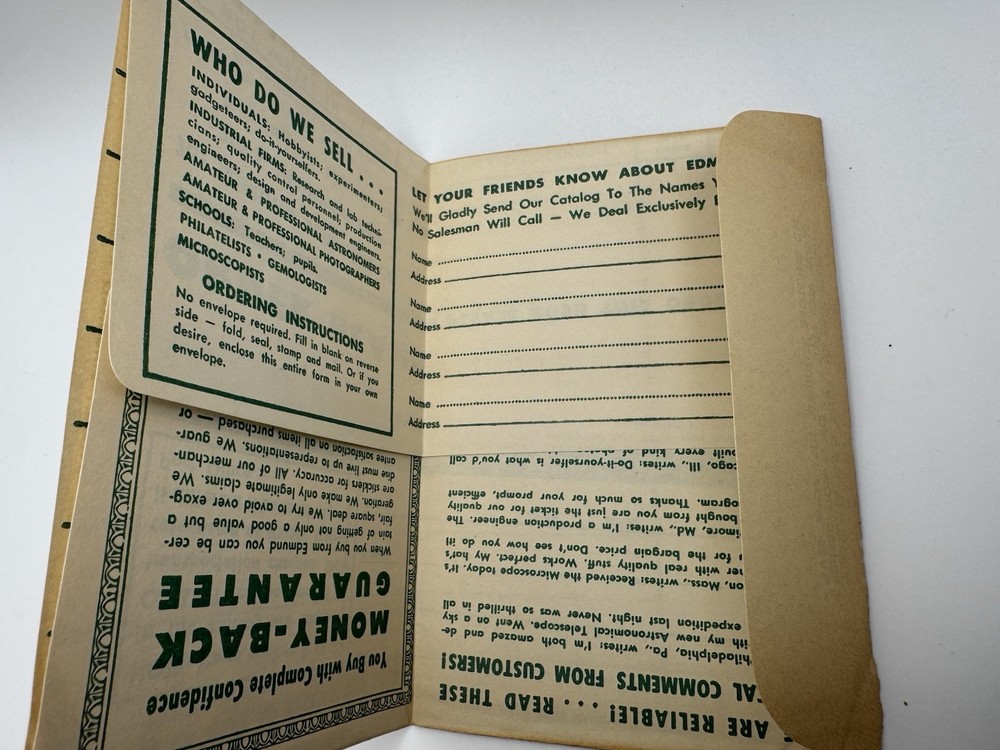 WHO DO WE SELL . . .
INDIVIDUALS: Hobbyists; experimenters;
gadgeteers; do-it-yourselfers.
INDUSTRIAL FIRMS: Research and lab techni-
cians; quality control personnel; production
engineers; design and development engineers.
AMATEUR & PROFESSIONAL ASTRONOMERS
AMATEUR & PROFESSIONAL PHOTOGRAPHERS
SCHOOLS: Teachers; pupils.
PHILATELISTS • GEMOLOGISTS
MICROSCOPISTS
ORDERING INSTRUCTIONS
No envelope required. Fill in blank on reverse
side — fold, seal, stamp and mail. Or if you
desire, enclose this entire form in your own
envelope.
LET YOUR FRIENDS KNOW ABOUT EDM
We'll Gladly Send Our Catalog To The Names
No Salesman Will Call — We Deal Exclusively
Name
Address
Name
Address
Name
Address
Name
Address
You Buy with Complete Confidence
MONEY-BACK
GUARANTEE
When you buy from Edmund you can be cer-
tain of getting not only a good value but a
fair, square deal. We try to avoid over exag-
geration. We make only legitimate claims. We
are sticklers for accuracy. All of our merchan-
dise must live up to representations. We guar-
antee satisfaction on all items purchased — or
ARE RELIABLE!
. . . READ THESE
AL COMMENTS FROM CUSTOMERS!
hiladelphia, Pa., writes: I'm both amazed and de-
with my new Astronomical Telescope. Went on a sky
expedition last night. Never was so thrilled in all
on, Mass., writes: Received the Microscope today. It's
er with real quality stuff. Works perfect. My hat's
for the bargain price. Don't see how you do it!
timore, Md., writes: I'm a production engineer. The
bought from you are just the ticket for our quality
ogram. Thanks so much for your prompt, efficient
cago, Ill., writes: Do-it-yourselfer is what you'd call
built every kind of